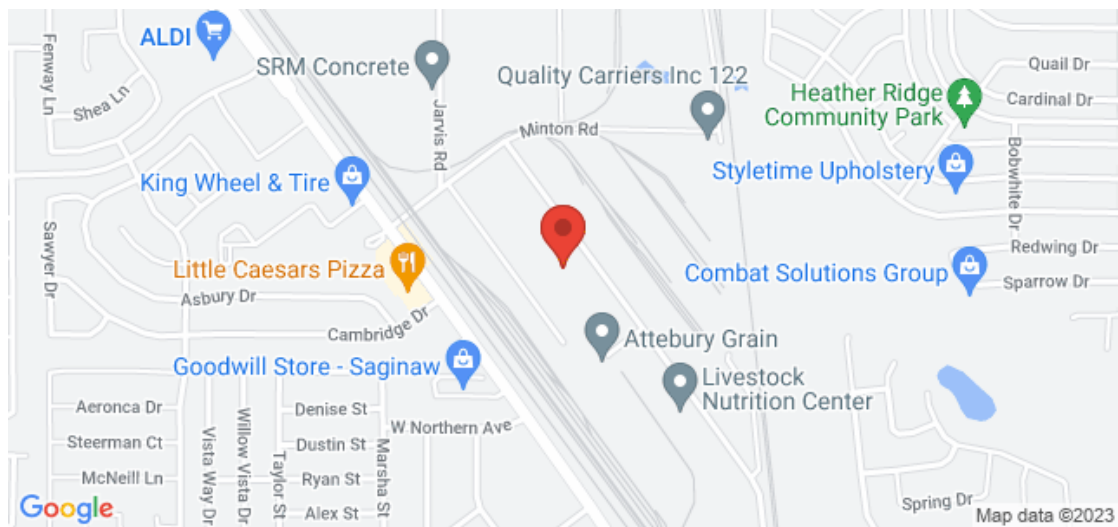 ALDI
Fenway Ln
Shea Ln
SRM Concrete
Jarvis Rd
Quality Carriers Inc 122
Minton Rd
Heather Ridge
Community Park
Quail Dr
Cardinal Dr
Bobwhite Dr
King Wheel & Tire
Styletime Upholstery
Sawyer Dr
Little Caesars Pizza
Asbury Dr
Cambridge Dr
Redwing Dr
Combat Solutions Group
Sparrow Dr
Attebury Grain
Goodwill Store - Saginaw
Livestock
Nutrition Center
Aeronca Dr
Steerman Ct
McNeill Ln
Vista Way Dr
Willow Vista Dr
Taylor St
Denise St
Dustin St
Ryan St
Alex St
Marsha St
W Northern Ave
Spring Dr
Google
Map data ©2023